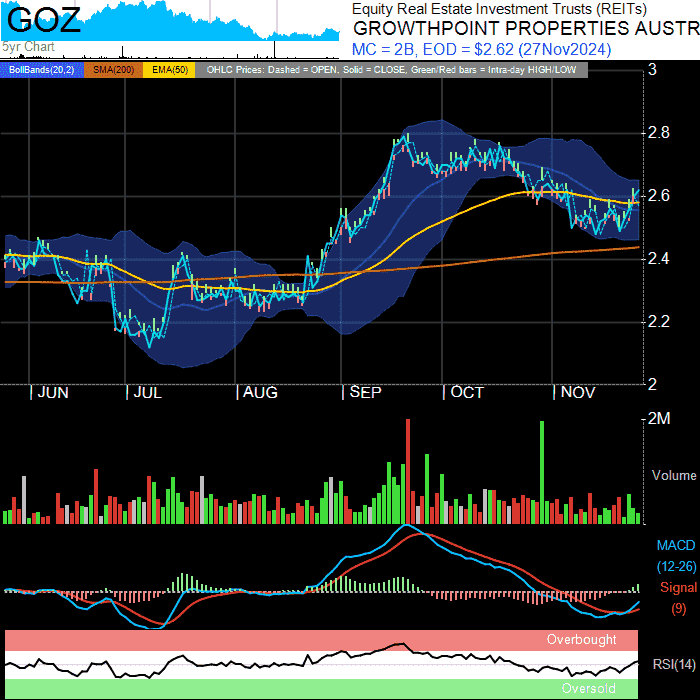 GOZ
5yr Chart
Equity Real Estate Investment Trusts (REITs)
GROWTHPOINT PROPERTIES AUSTR
MC = 2B, EOD = $2.62 (27Nov2024)
BollBands(20,2) SMA(200) EMA(50) OHLC Prices: Dashed = OPEN, Solid = CLOSE, Green/Red bars = Intra-day HIGH/LOW
3
2.8
2.6
2.4
2.2
2
JUN JUL AUG SEP OCT NOV
2M
Volume
MACD
(12-26)
Signal
(9)
Overbought
RSI(14)
Oversold